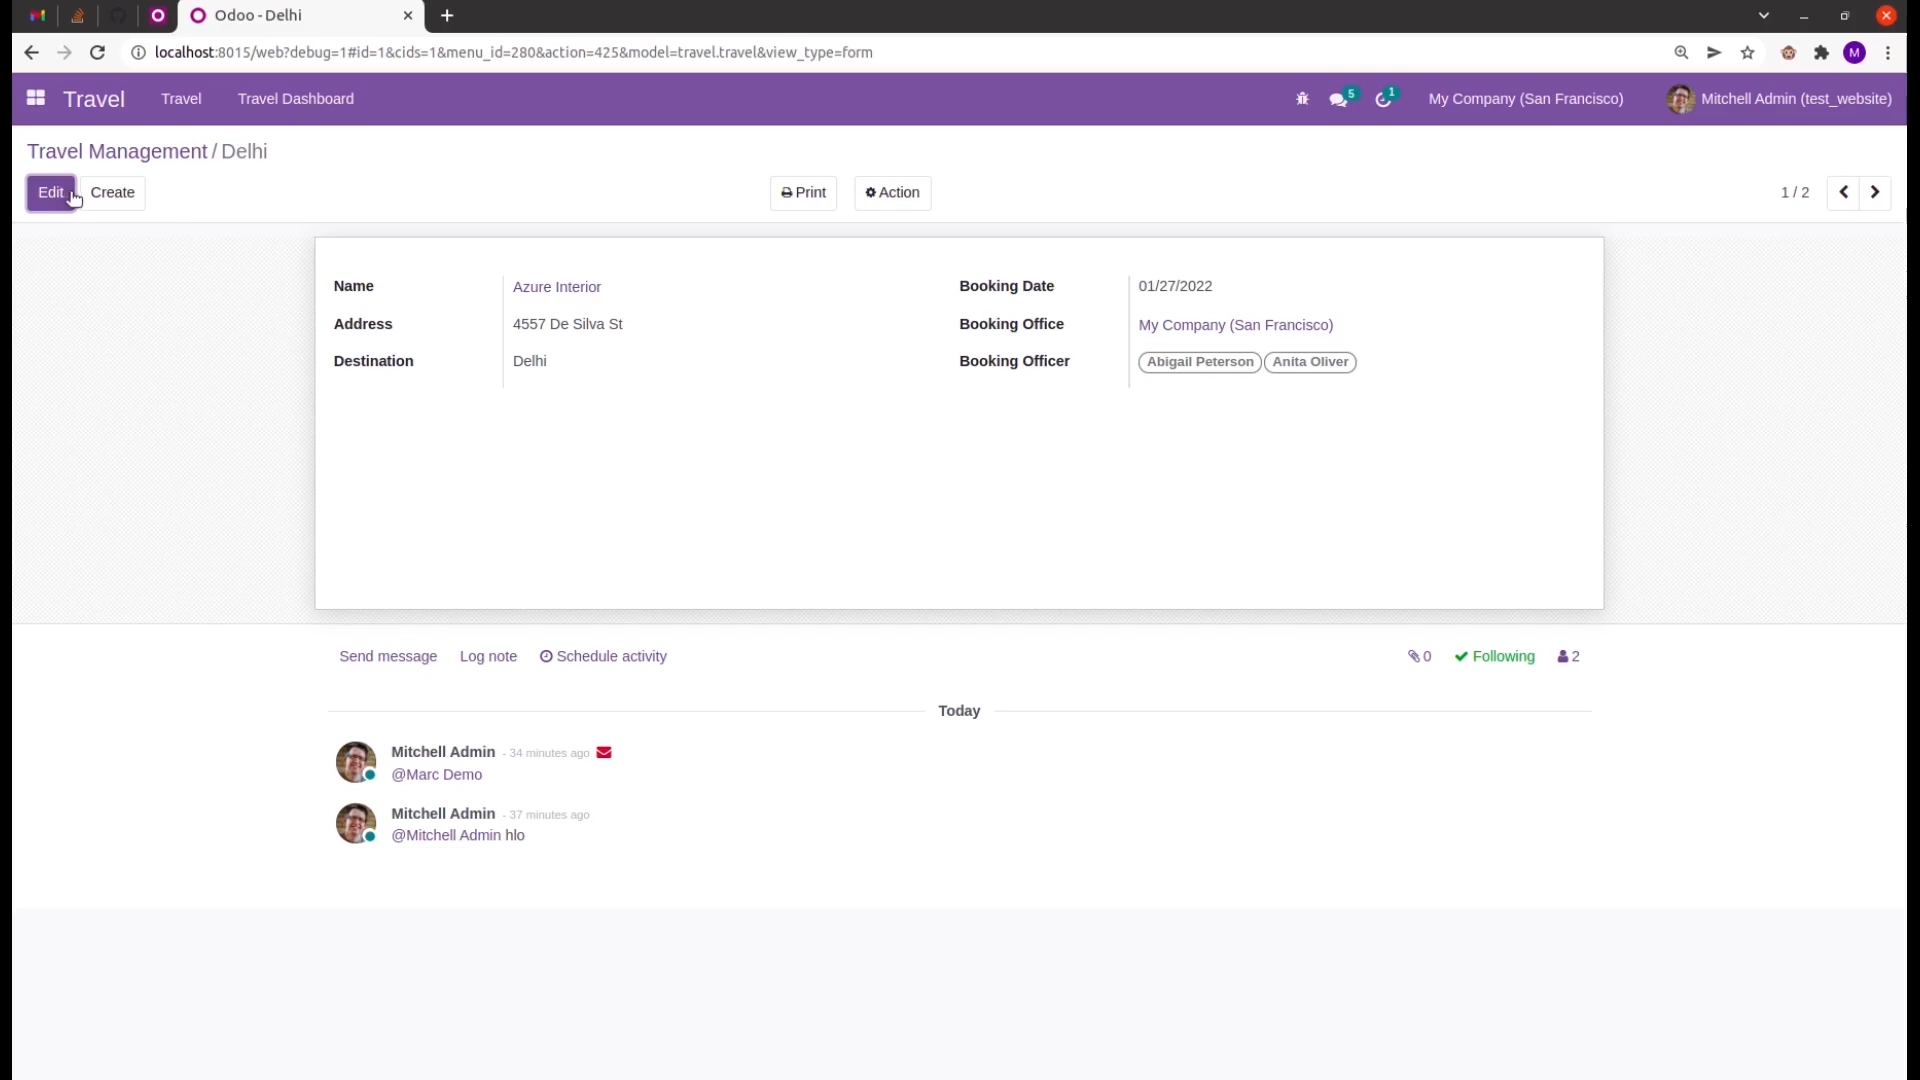 Odoo - Delhi
localhost:8015/web?debug=1#id=1&cids=1&menu_id=280&action=425&model=travel.travel&view_type=form
M
Travel Travel Travel Dashboard 5 1 My Company (San Francisco) Mitchell Admin (test_website)
Travel Management / Delhi
Edit Create Print Action 1 / 2
Name Azure Interior Booking Date 01/27/2022
Address 4557 De Silva St Booking Office My Company (San Francisco)
Destination Delhi Booking Officer Abigail Peterson Anita Oliver
Send message Log note Schedule activity 0 Following 2
Today
Mitchell Admin - 34 minutes ago
@Marc Demo
Mitchell Admin - 37 minutes ago
@Mitchell Admin hlo